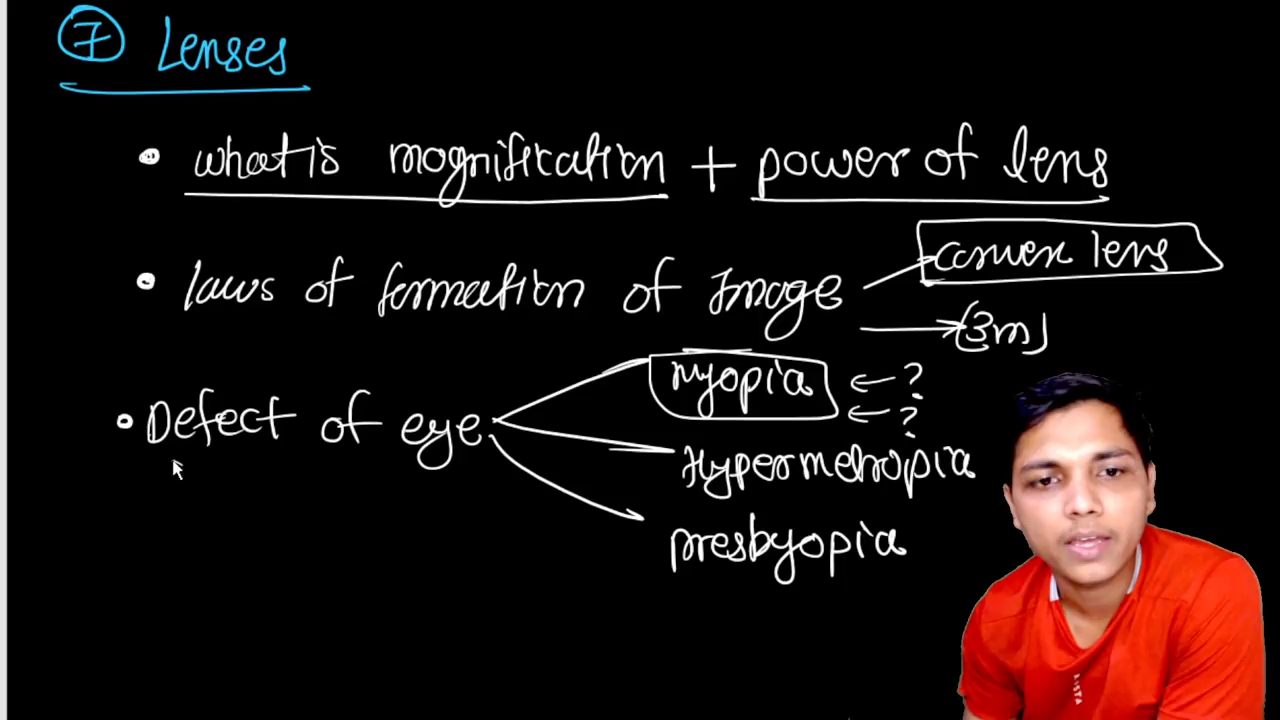 7 Lenses
• what is mognification + power of lens
• laws of formation of Image convex lens
(3m)
• Defect of eye myopia ?
?
Hypermetropia
presbyopia